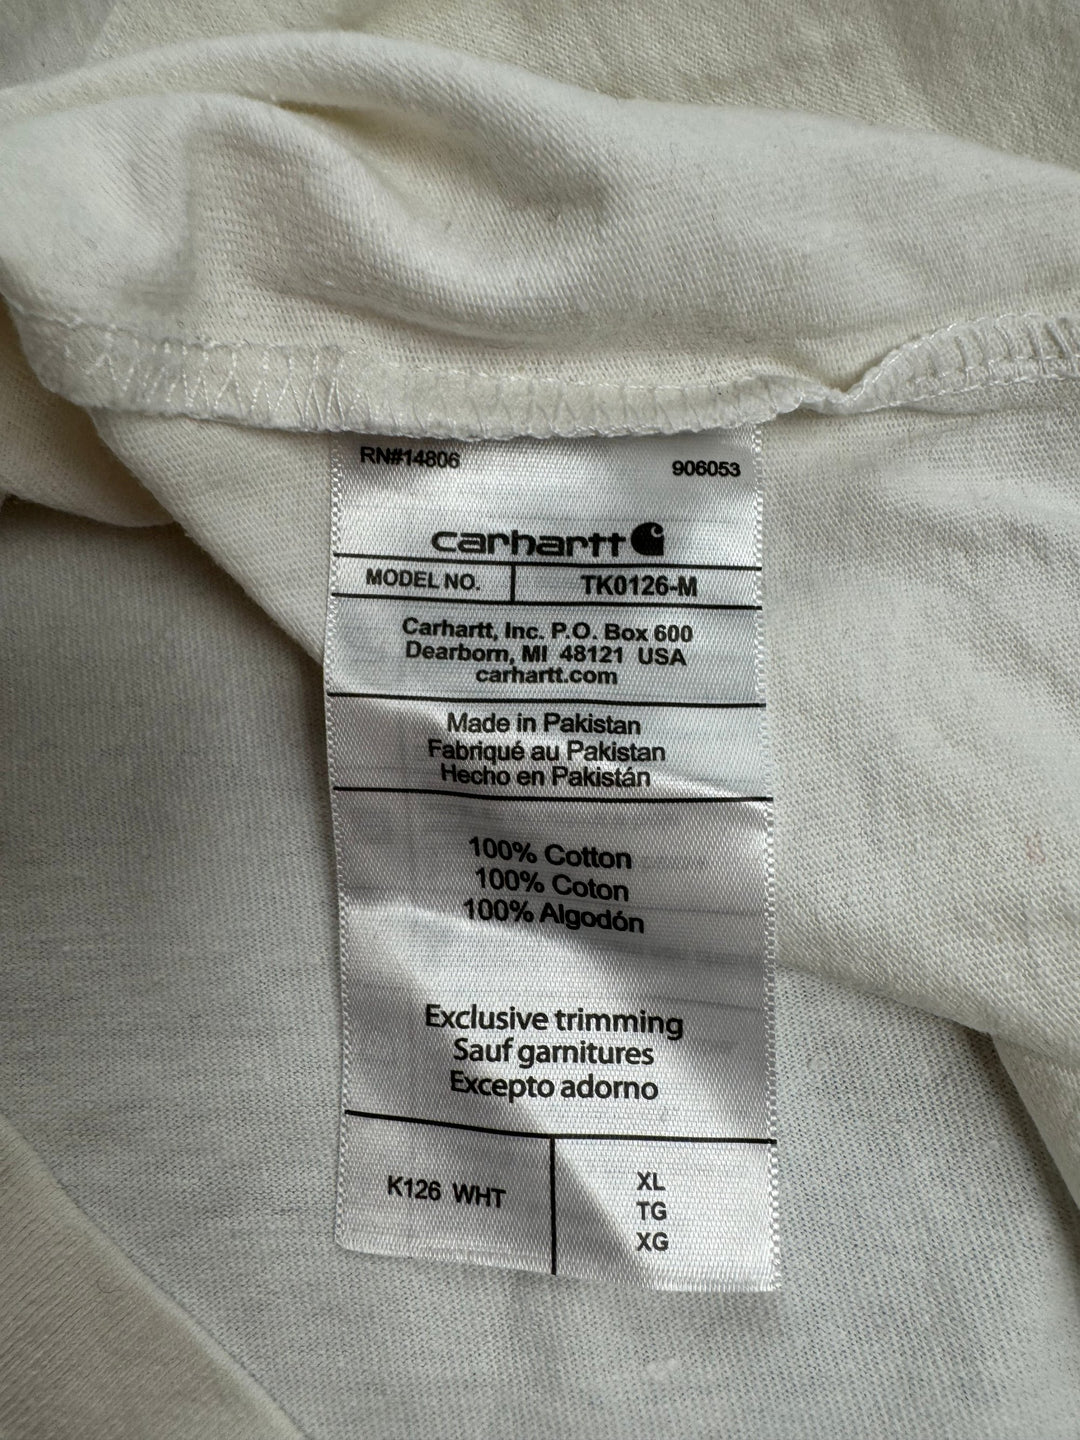 RN#14806 906053
carhartt
MODEL NO. TK0126-M
Carhartt, Inc. P.O. Box 600
Dearborn, MI 48121 USA
carhartt.com
Made in Pakistan
Fabriqué au Pakistan
Hecho en Pakistán
100% Cotton
100% Coton
100% Algodón
Exclusive trimming
Sauf garnitures
Excepto adorno
K126 WHT
XL
TG
XG